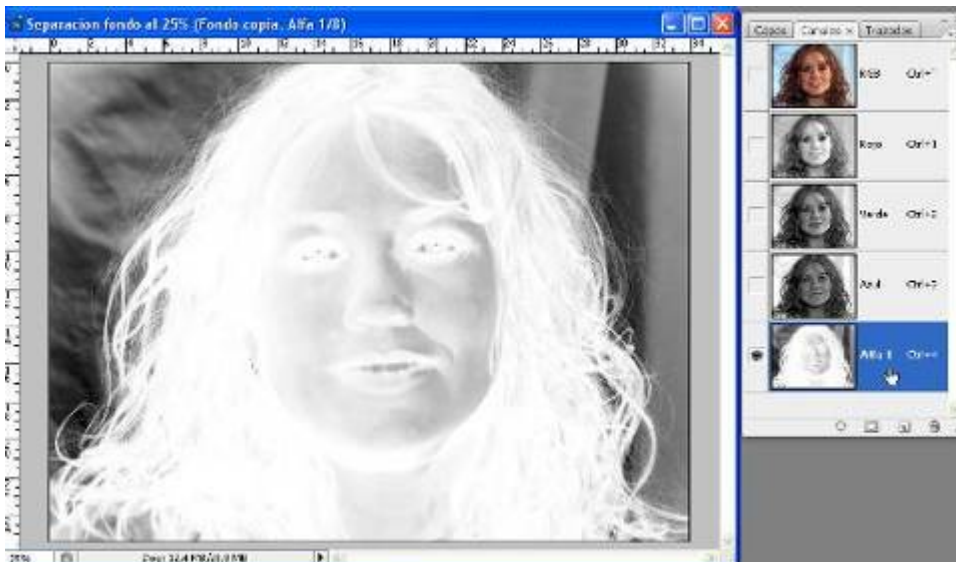 Separacion fondo al 25% (Fondo copia, Alfa 1/8)
Capas Canales × Trazados
RGB
Rojo Ctrl+1
Verde Ctrl+2
Azul Ctrl+3
Alfa 1 Ctrl+4
25%